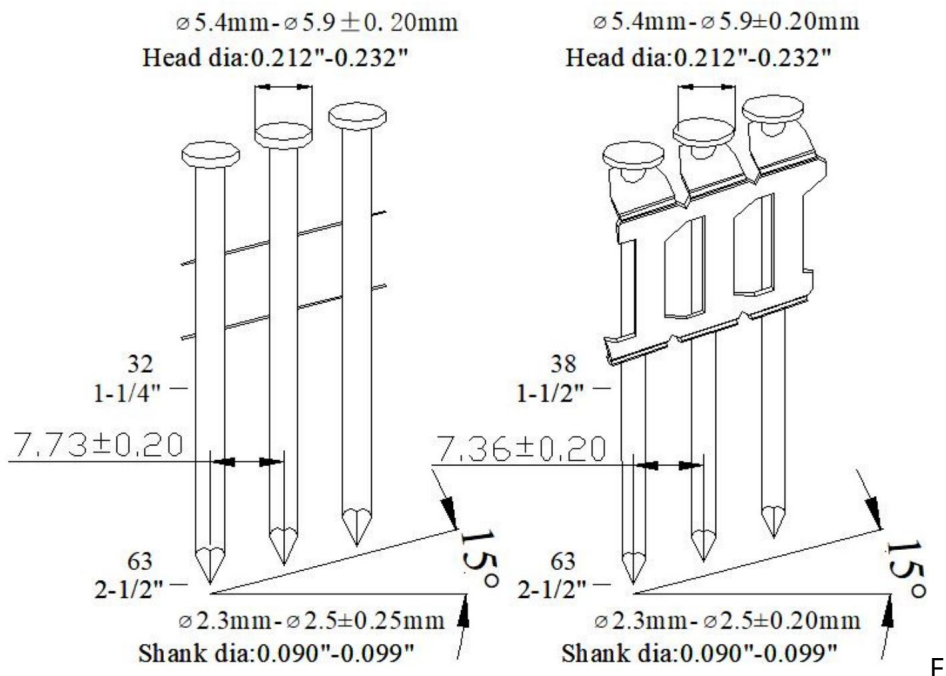 ⌀5.4mm-⌀5.9±0.20mm
Head dia:0.212"-0.232"
32
1-1/4"
7.73±0.20
63
2-1/2"
15°
⌀2.3mm-⌀2.5±0.25mm
Shank dia:0.090"-0.099"
⌀5.4mm-⌀5.9±0.20mm
Head dia:0.212"-0.232"
38
1-1/2"
7.36±0.20
63
2-1/2"
15°
⌀2.3mm-⌀2.5±0.20mm
Shank dia:0.090"-0.099"
F